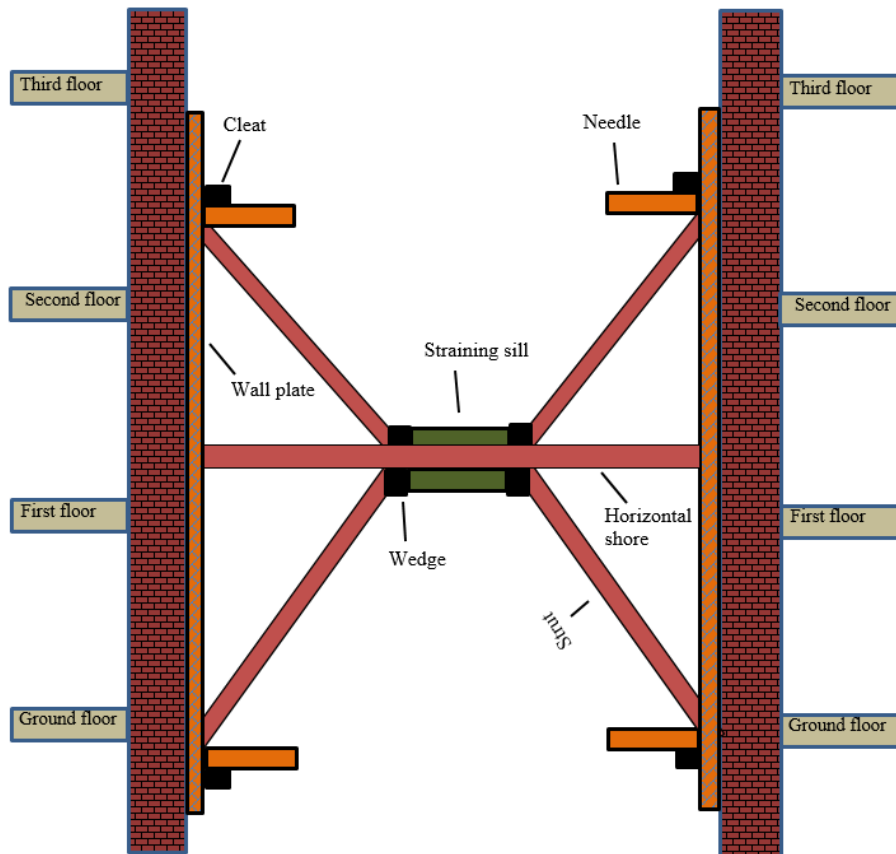 Third floor
Third floor
Cleat
Needle
Second floor
Second floor
Straining sill
Wall plate
First floor
Horizontal
shore
First floor
Wedge
Strut
Ground floor
Ground floor